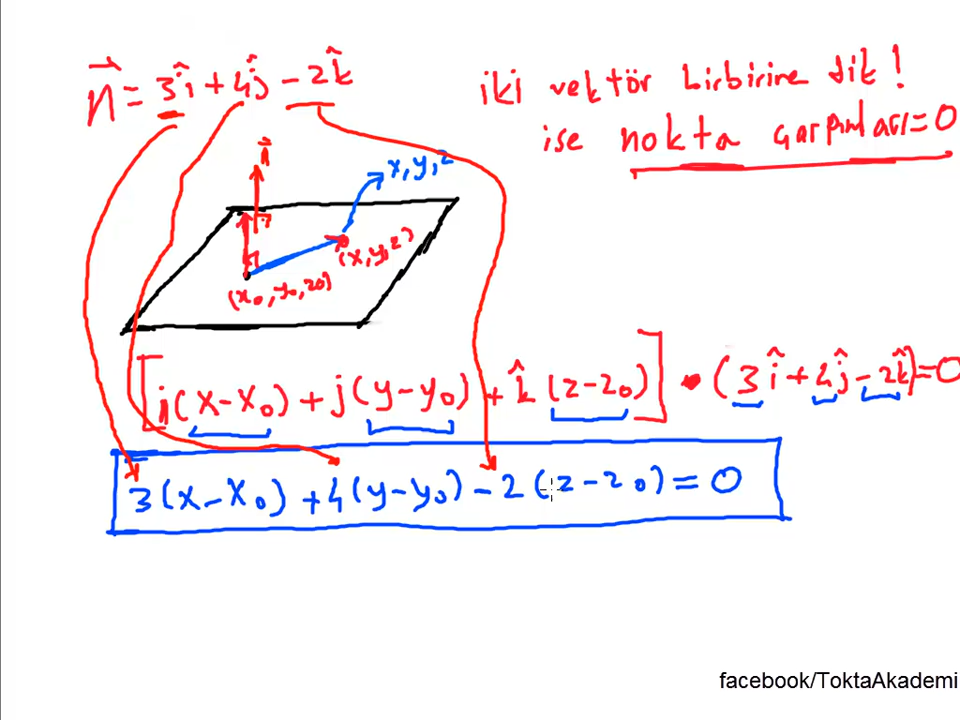 n⃗ = 3î + 4ĵ − 2k̂
iki vektör birbirine dik!
ise nokta çarpımları=0
n⃗
x, y, z
(x, y, z)
(x₀, y₀, z₀)
[i(x−x₀) + j(y−y₀) + k̂(z−z₀)] • (3î+4ĵ−2k̂)=0
3(x−x₀) + 4(y−y₀) − 2(z−z₀) = 0
facebook/ToktaAkademi